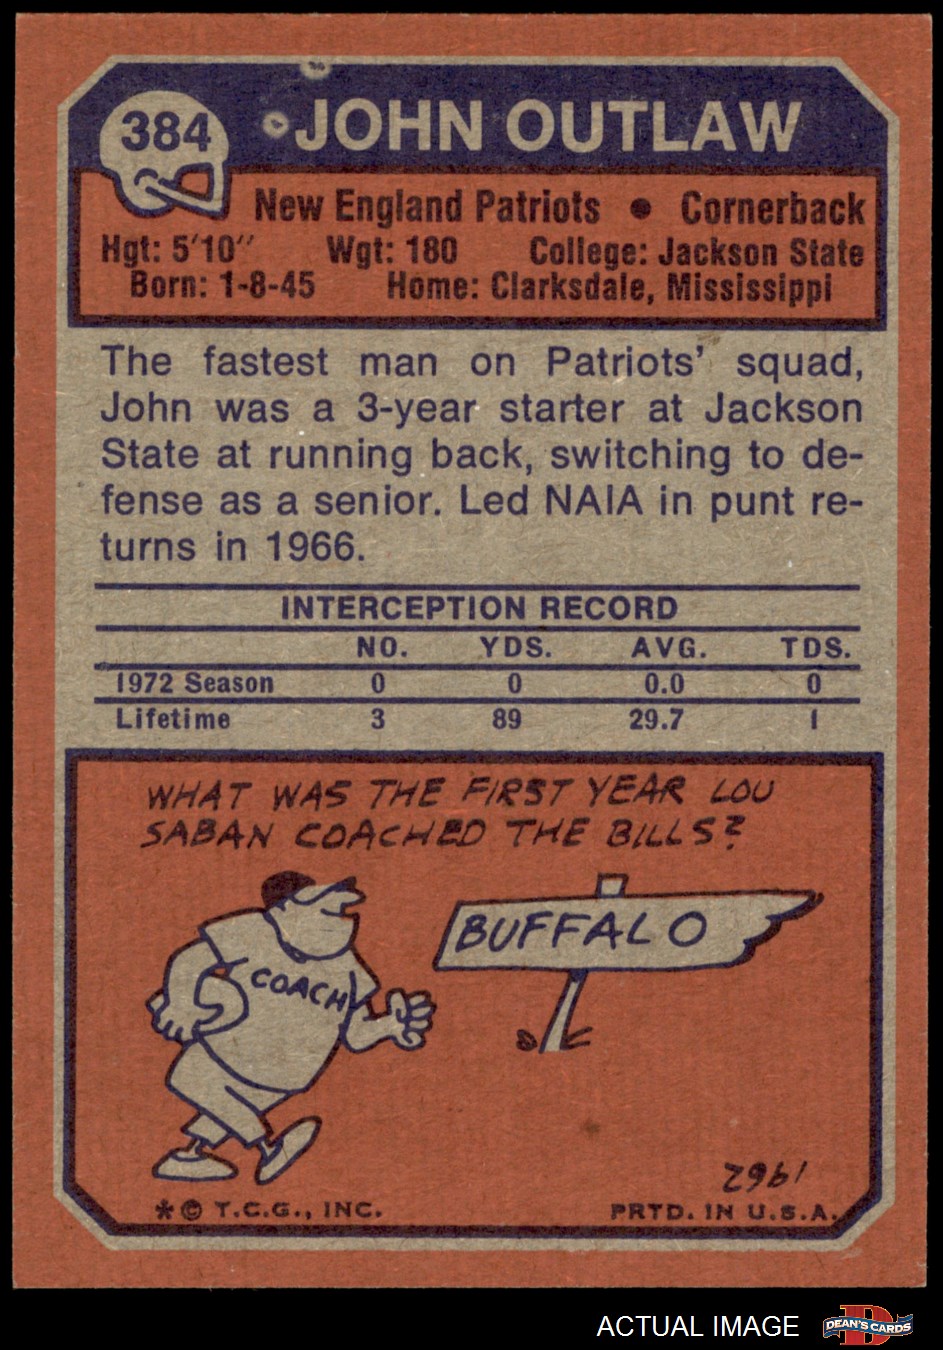 384
JOHN OUTLAW
New England Patriots • Cornerback
Hgt: 5'10" Wgt: 180 College: Jackson State
Born: 1-8-45 Home: Clarksdale, Mississippi
The fastest man on Patriots' squad,
John was a 3-year starter at Jackson
State at running back, switching to de-
fense as a senior. Led NAIA in punt re-
turns in 1966.
INTERCEPTION RECORD
NO. YDS. AVG. TDS.
1972 Season 0 0 0.0 0
Lifetime 3 89 29.7 1
WHAT WAS THE FIRST YEAR LOU
SABAN COACHED THE BILLS?
BUFFALO
COACH
1962
* © T.C.G., INC. PRTD. IN U.S.A.
ACTUAL IMAGE
D
DEAN'S CARDS